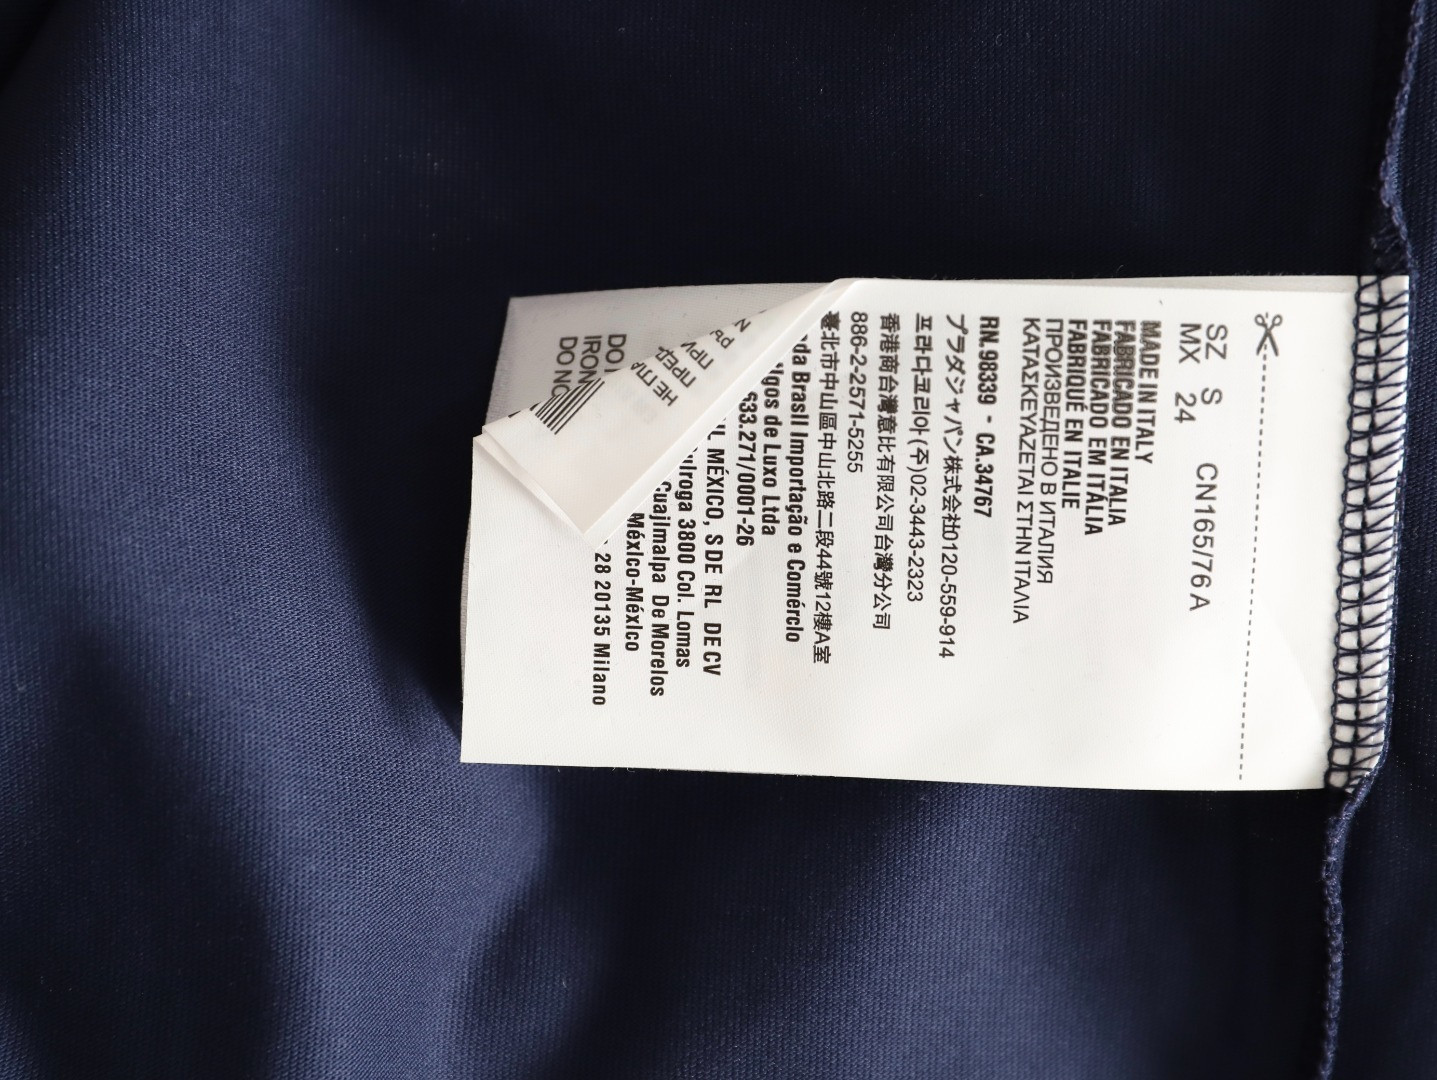 SZ S CN165/76A
MX 24
MADE IN ITALY
FABRICADO EN ITALIA
FABRICADO EM ITÁLIA
FABRIQUÉ EN ITALIE
ПРОИЗВЕДЕНО В ИТАЛИЯ
ΚΑΤΑΣΚΕΥΑΖΕΤΑΙ ΣΤΗΝ ΙΤΑΛΙΑ
RN.98339 - CA.34767
プラダジャパン株式会社0120-559-914
프라다코리아(주)02-3443-2323
香港商台灣意比有限公司台灣分公司
886-2-2571-5255
臺北市中山區中山北路二段44號12樓A室
da Brasil Importação e Comércio
de Luxo Ltda
633.271/0001-26
MÉXICO, S DE RL DE CV
3800 Col. Lomas
Cuajimalpa De Morelos
México-México
28 20135 Milano
DO
IRON
DO NO